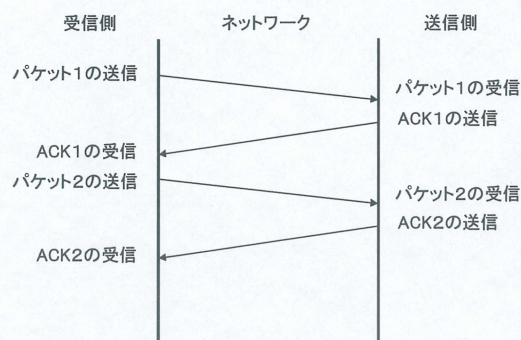 受信側
ネットワーク
送信側
パケット1の送信
パケット1の受信
ACK1の送信
ACK1の受信
パケット2の送信
パケット2の受信
ACK2の送信
ACK2の受信